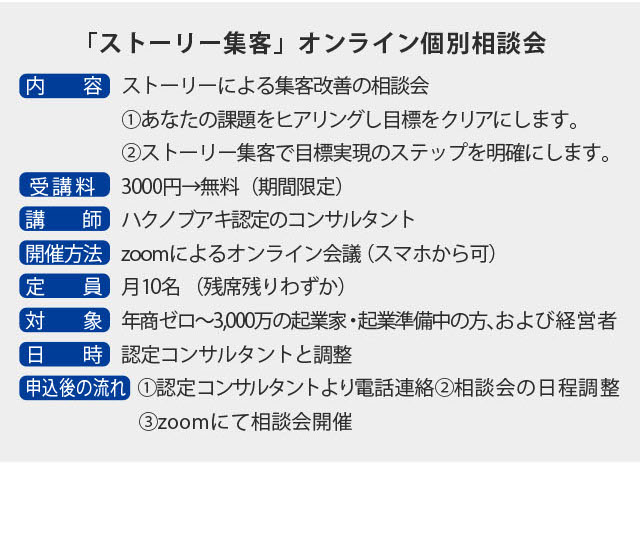 「ストーリー集客」オンライン個別相談会
内　容 ストーリーによる集客改善の相談会
①あなたの課題をヒアリングし目標をクリアにします。
②ストーリー集客で目標実現のステップを明確にします。
受講料 3000円→無料（期間限定）
講　師 ハクノブアキ認定のコンサルタント
開催方法 zoomによるオンライン会議（スマホから可）
定　員 月10名 （残席残りわずか）
対　象 年商ゼロ〜3,000万の起業家・起業準備中の方、および経営者
日　時 認定コンサルタントと調整
申込後の流れ ①認定コンサルタントより電話連絡②相談会の日程調整
③zoomにて相談会開催